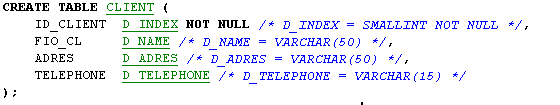 CREATE TABLE CLIENT (
ID_CLIENT D_INDEX NOT NULL /* D_INDEX = SMALLINT NOT NULL */,
FIO_CL D_NAME /* D_NAME = VARCHAR(50) */,
ADRES D_ADRES /* D_ADRES = VARCHAR(50) */,
TELEPHONE D_TELEPHONE /* D_TELEPHONE = VARCHAR(15) */
);